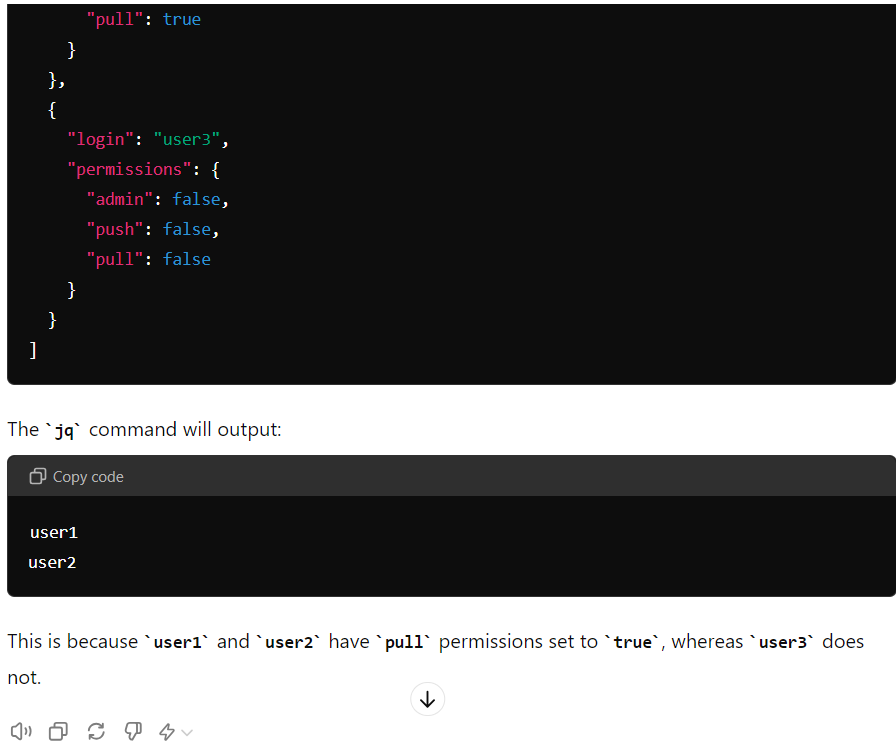 "pull": true
}
},
{
"login": "user3",
"permissions": {
"admin": false,
"push": false,
"pull": false
}
}
]
The `jq` command will output:
Copy code
user1
user2
This is because `user1` and `user2` have `pull` permissions set to `true`, whereas `user3` does
not.